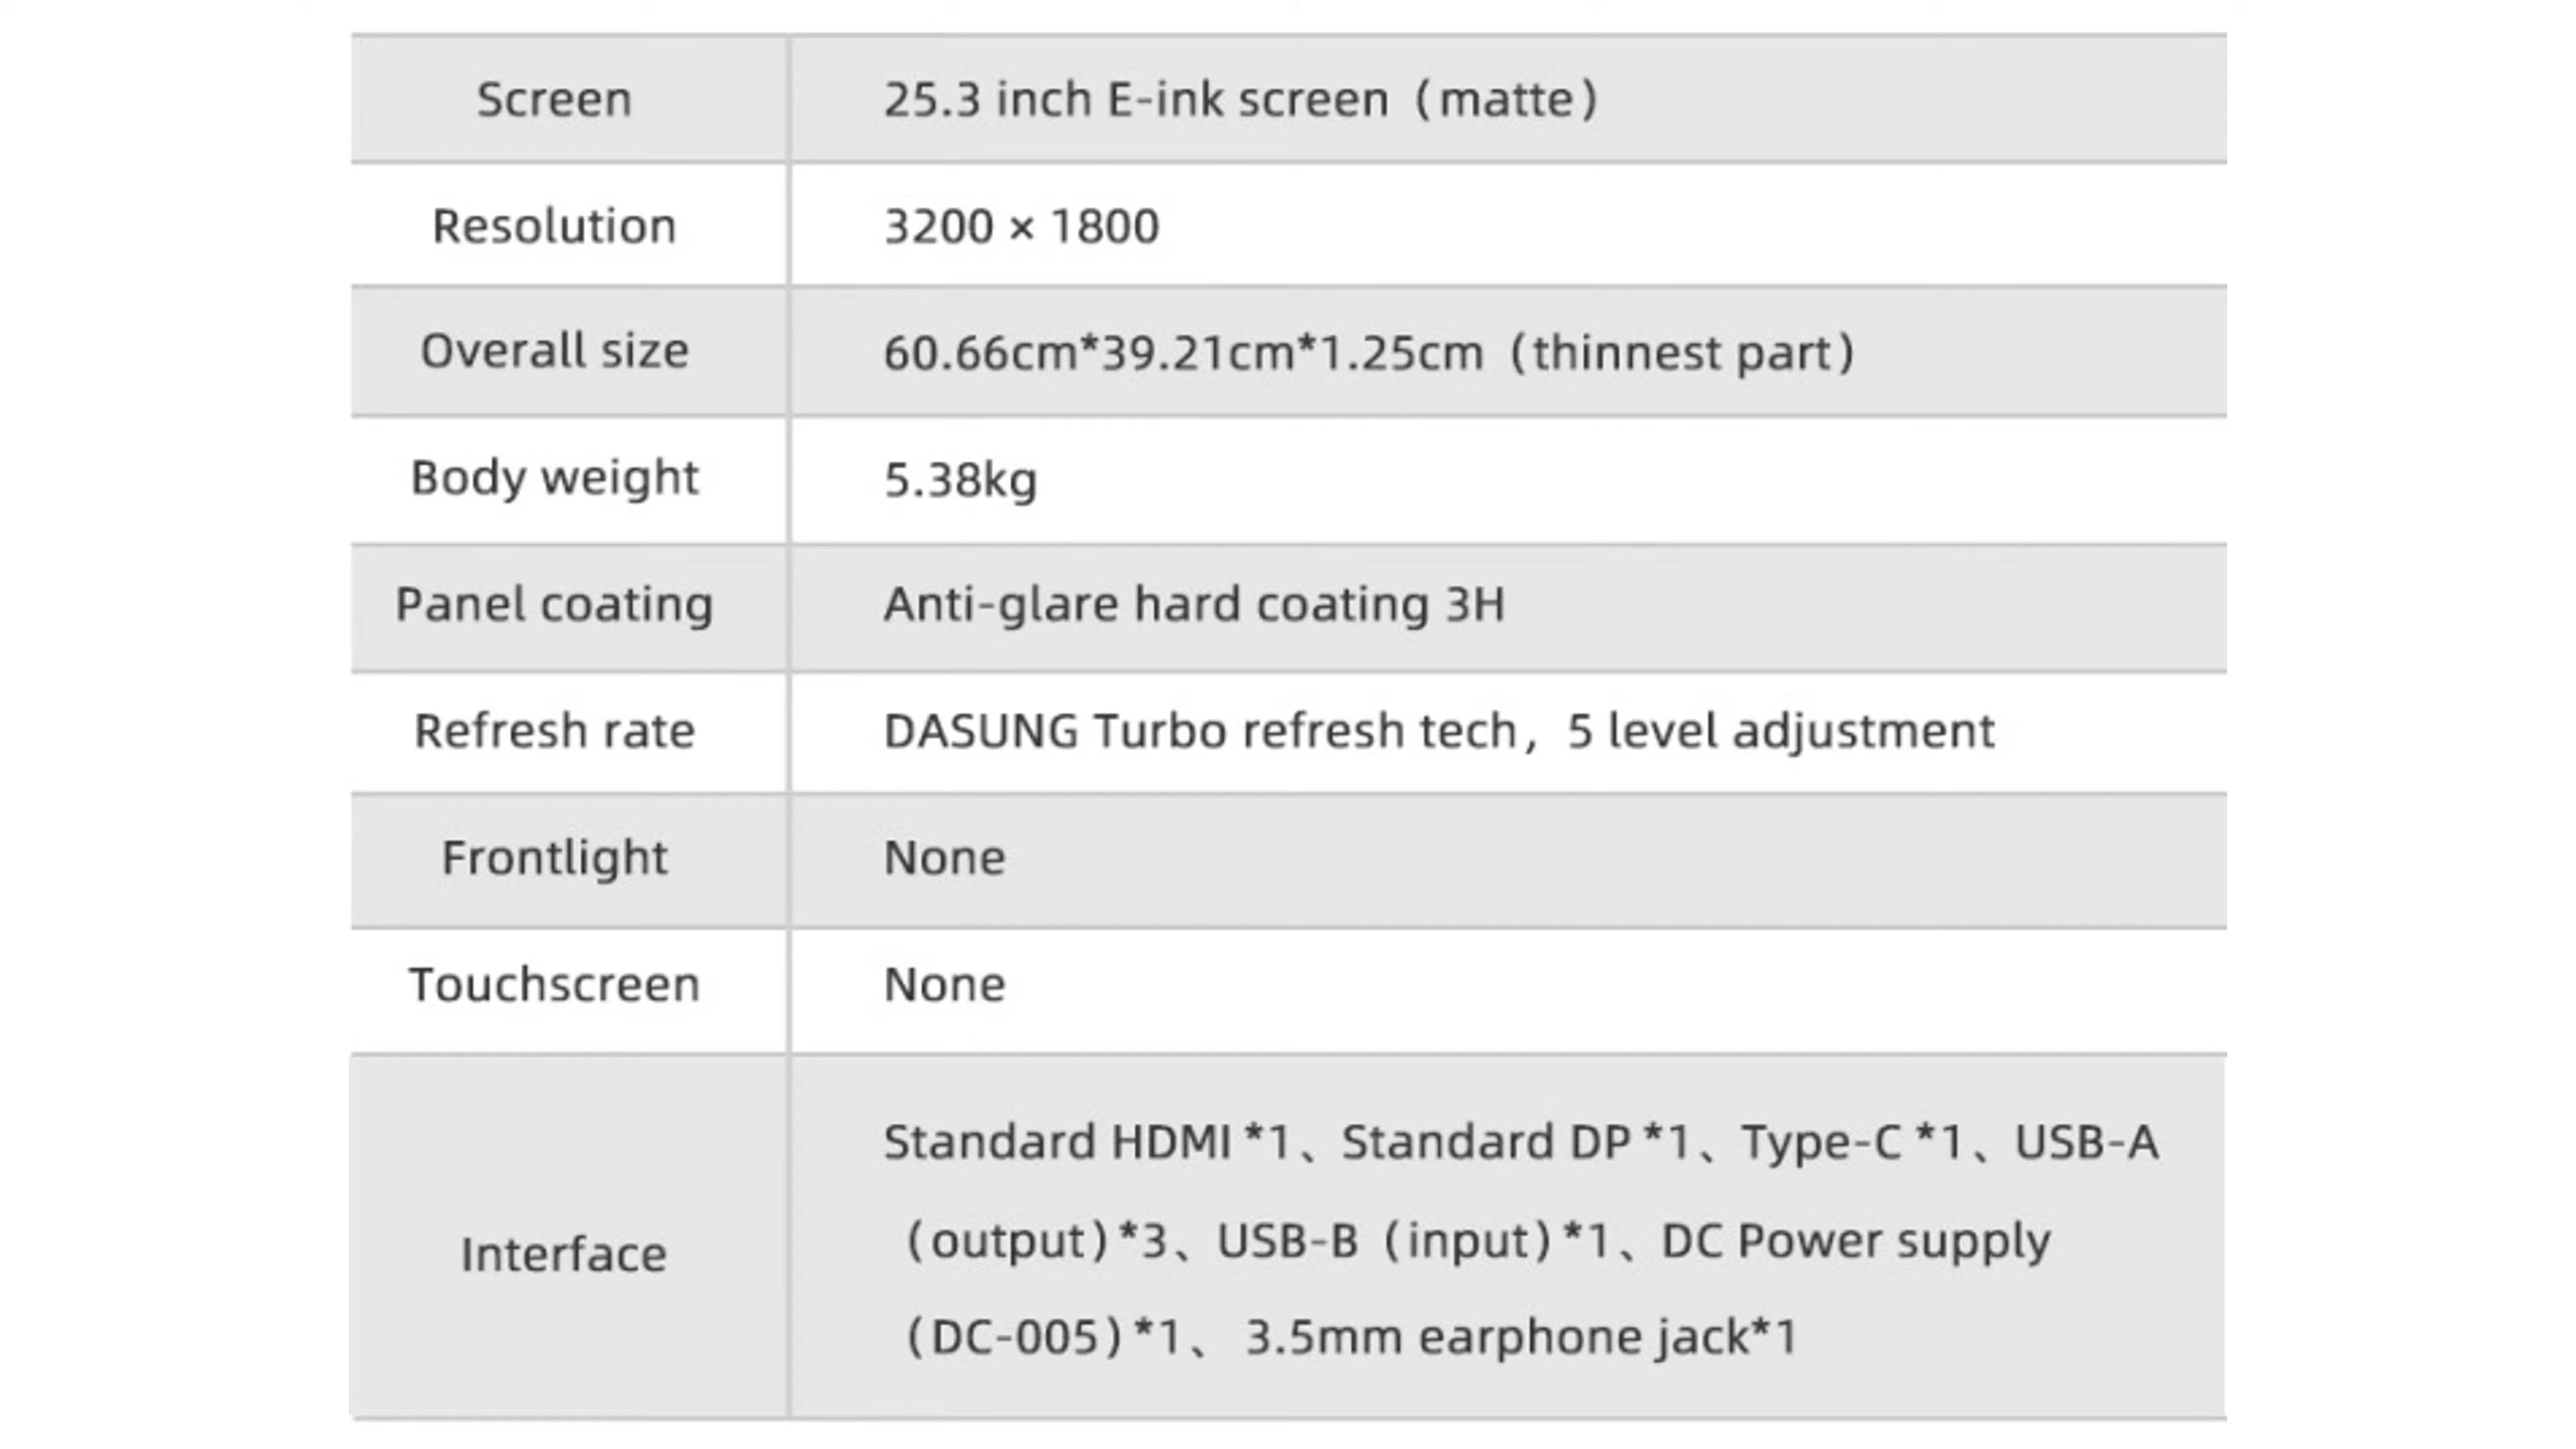 Screen 25.3 inch E-ink screen（matte）
Resolution 3200 × 1800
Overall size 60.66cm*39.21cm*1.25cm（thinnest part）
Body weight 5.38kg
Panel coating Anti-glare hard coating 3H
Refresh rate DASUNG Turbo refresh tech，5 level adjustment
Frontlight None
Touchscreen None
Interface
Standard HDMI *1、Standard DP *1、Type-C *1、USB-A
（output）*3、USB-B（input）*1、DC Power supply
（DC-005）*1、 3.5mm earphone jack*1